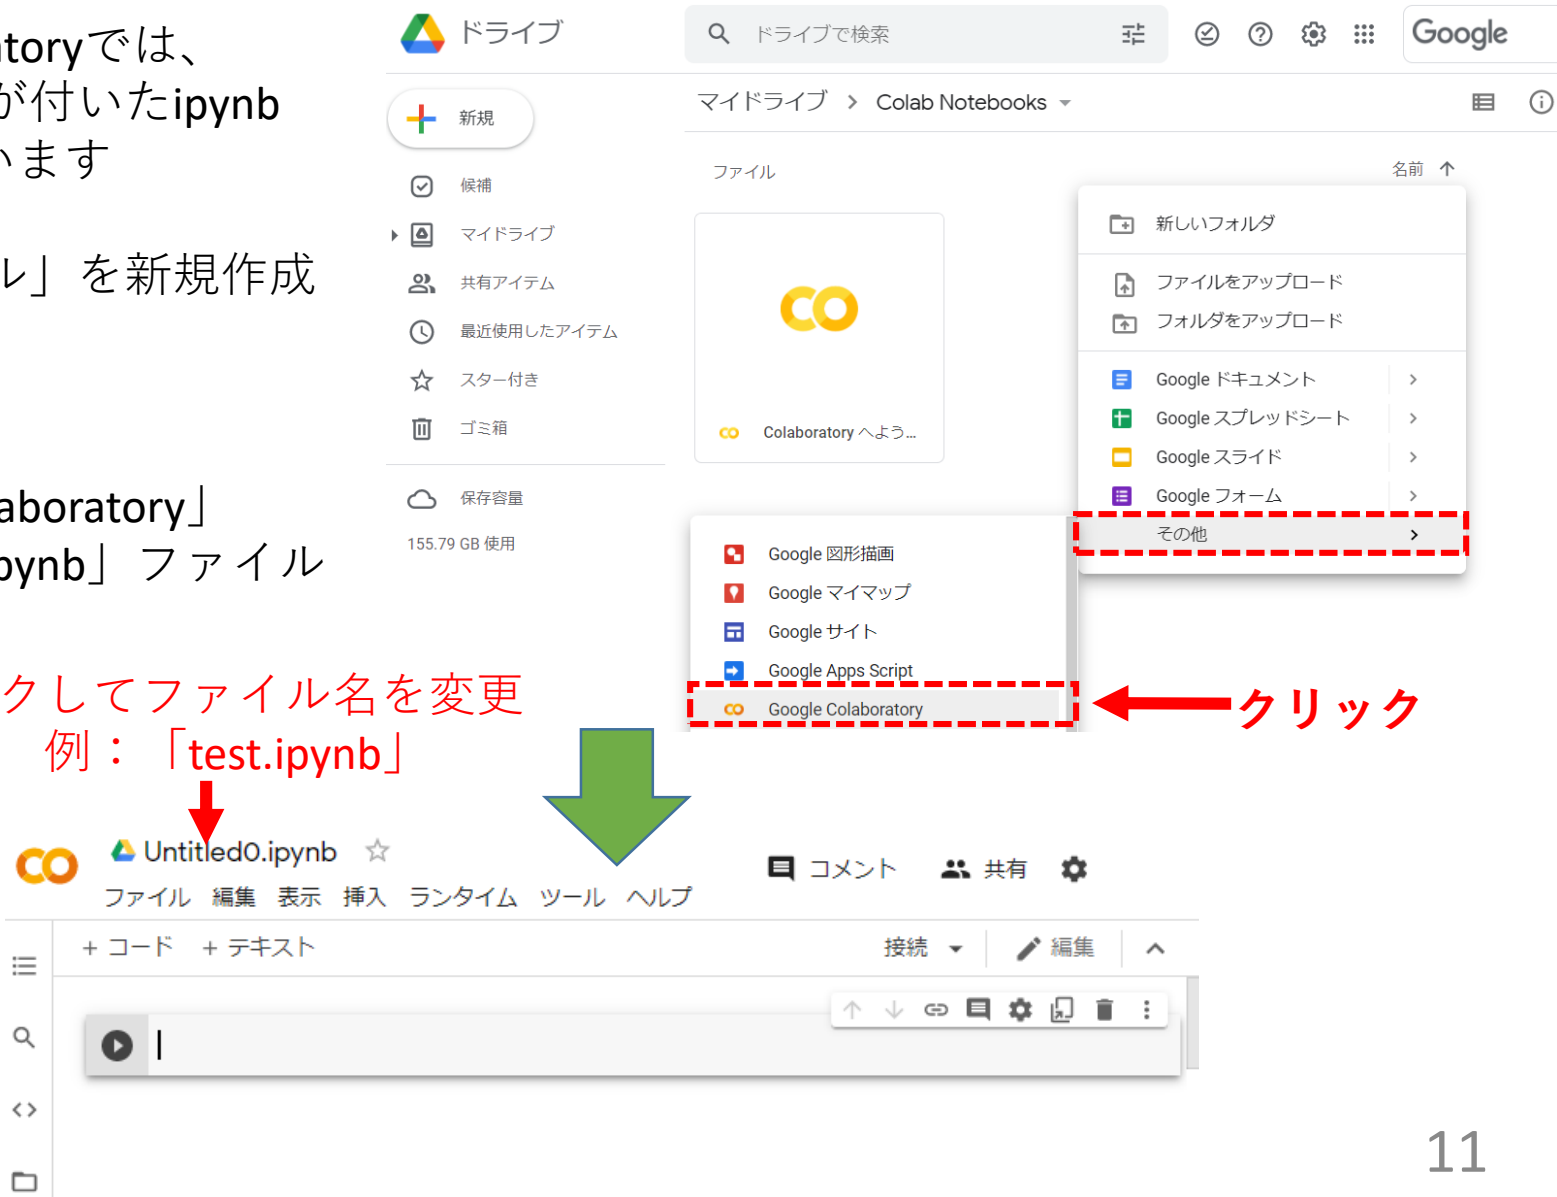 atoryでは、
が付いたipynb
います
ル」を新規作成
aboratory」
pynb」ファイル
クしてファイル名を変更
例：「test.ipynb」
ドライブ
ドライブで検索
Google
新規
マイドライブ > Colab Notebooks
候補
マイドライブ
共有アイテム
最近使用したアイテム
スター付き
ゴミ箱
保存容量
155.79 GB 使用
ファイル
名前
Colaboratory へよう...
新しいフォルダ
ファイルをアップロード
フォルダをアップロード
Google ドキュメント
Google スプレッドシート
Google スライド
Google フォーム
その他
Google 図形描画
Google マイマップ
Google サイト
Google Apps Script
Google Colaboratory
クリック
Untitled0.ipynb
コメント 共有
ファイル 編集 表示 挿入 ランタイム ツール ヘルプ
+ コード + テキスト
接続 編集
11